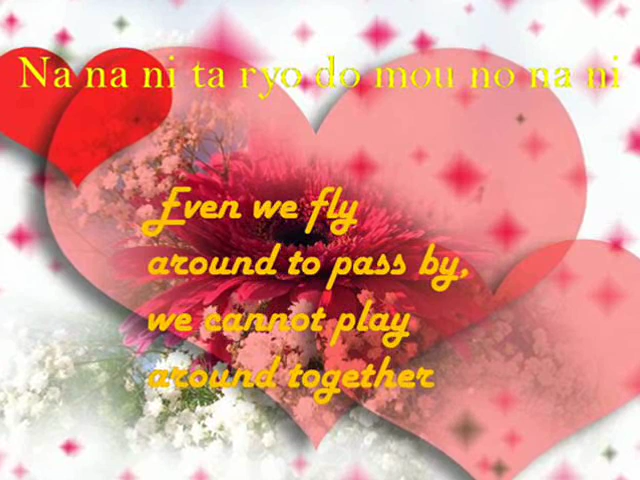 Na na ni ta ryo do mou no na ni
Even we fly
around to pass by,
we cannot play
around together